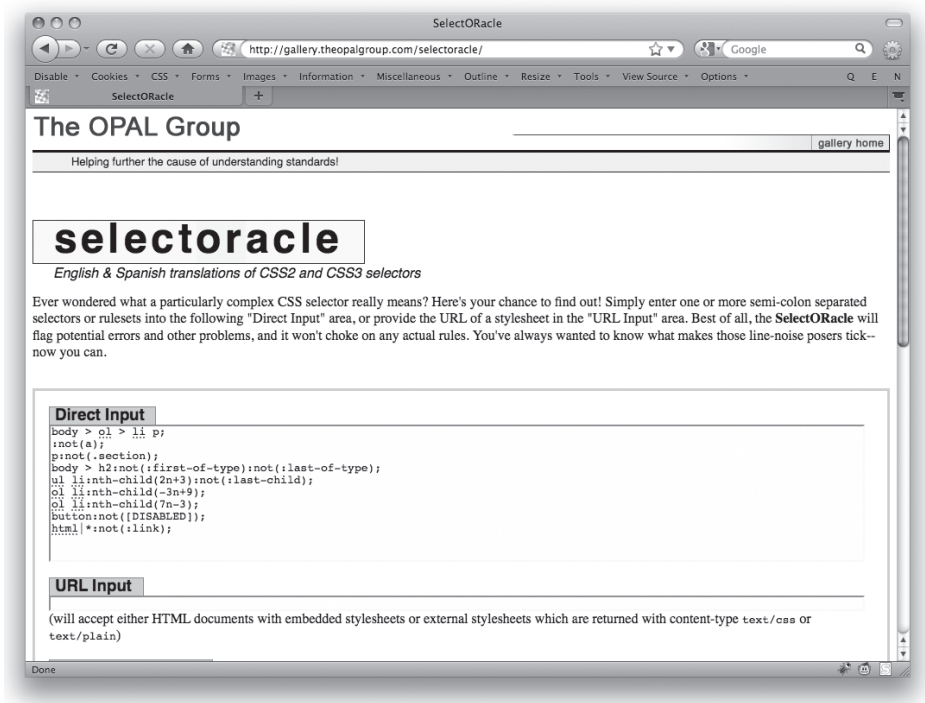 SelectORacle
http://gallery.theopalgroup.com/selectoracle/
Google
Disable Cookies CSS Forms Images Information Miscellaneous Outline Resize Tools View Source Options Q E N
SelectORacle +
The OPAL Group
gallery home
Helping further the cause of understanding standards!
selectoracle
English & Spanish translations of CSS2 and CSS3 selectors
Ever wondered what a particularly complex CSS selector really means? Here's your chance to find out! Simply enter one or more semi-colon separated
selectors or rulesets into the following "Direct Input" area, or provide the URL of a stylesheet in the "URL Input" area. Best of all, the SelectORacle will
flag potential errors and other problems, and it won't choke on any actual rules. You've always wanted to know what makes those line-noise posers tick--
now you can.
Direct Input
body > ol > li p;
:not(a);
p:not(.section);
body > h2:not(:first-of-type):not(:last-of-type);
ul li:nth-child(2n+3):not(:last-child);
ol li:nth-child(-3n+9);
ol li:nth-child(7n-3);
button:not([DISABLED]);
html|*:not(:link);
URL Input
(will accept either HTML documents with embedded stylesheets or external stylesheets which are returned with content-type text/css or
text/plain)
Done